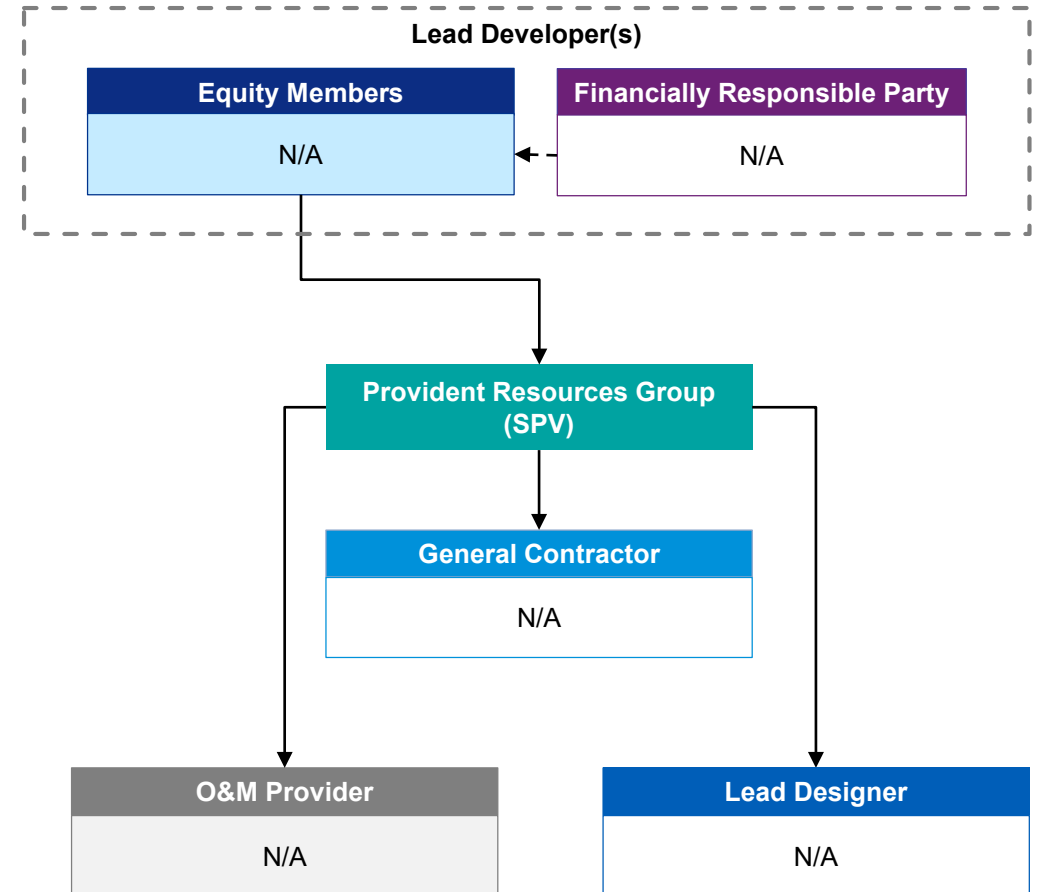 Lead Developer(s)
Equity Members
N/A
Financially Responsible Party
N/A
Provident Resources Group
(SPV)
General Contractor
N/A
O&M Provider
N/A
Lead Designer
N/A